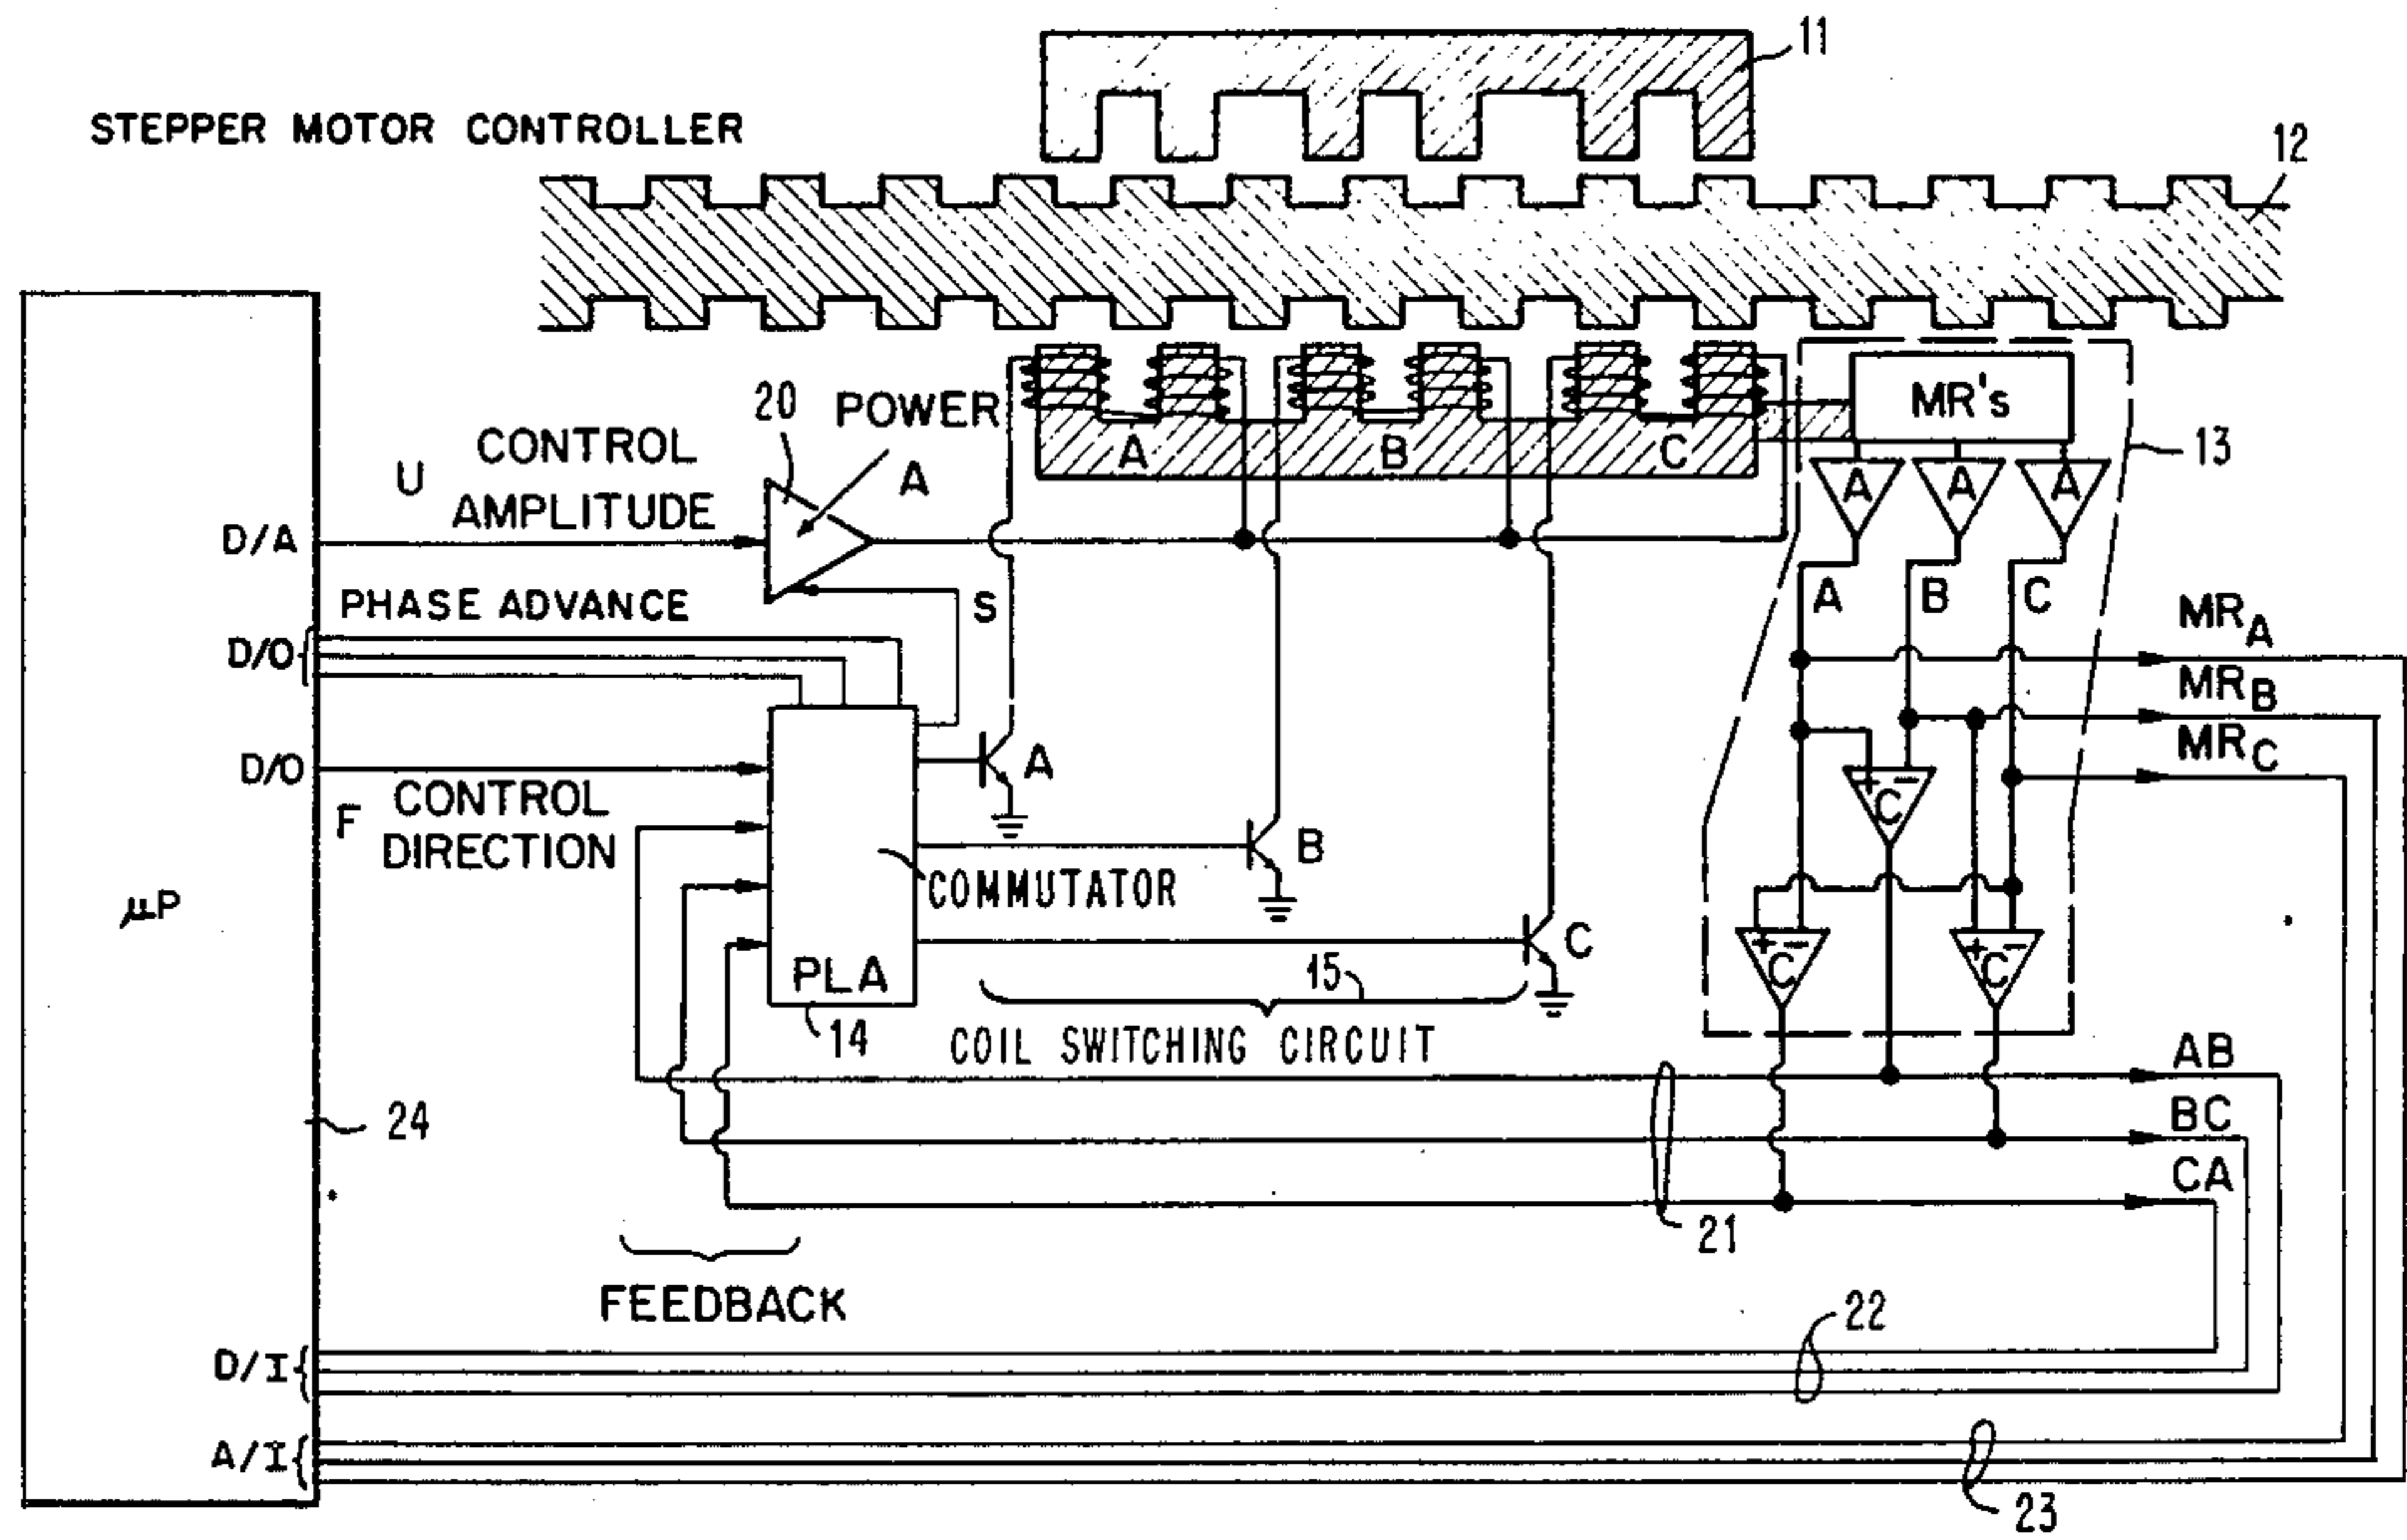 11
STEPPER MOTOR CONTROLLER
12
20
POWER
A
MR's
A B C
13
U
CONTROL
AMPLITUDE
A A A
D/A
A B C
PHASE ADVANCE
S
MRA
D/O
MRB
MRC
D/O
A
+ -
C
F
CONTROL
DIRECTION
B
COMMUTATOR
μP
C
+ -
C
+ -
C
PLA
15
14
COIL SWITCHING CIRCUIT
AB
24
BC
CA
21
FEEDBACK
22
D/I
A/I
23